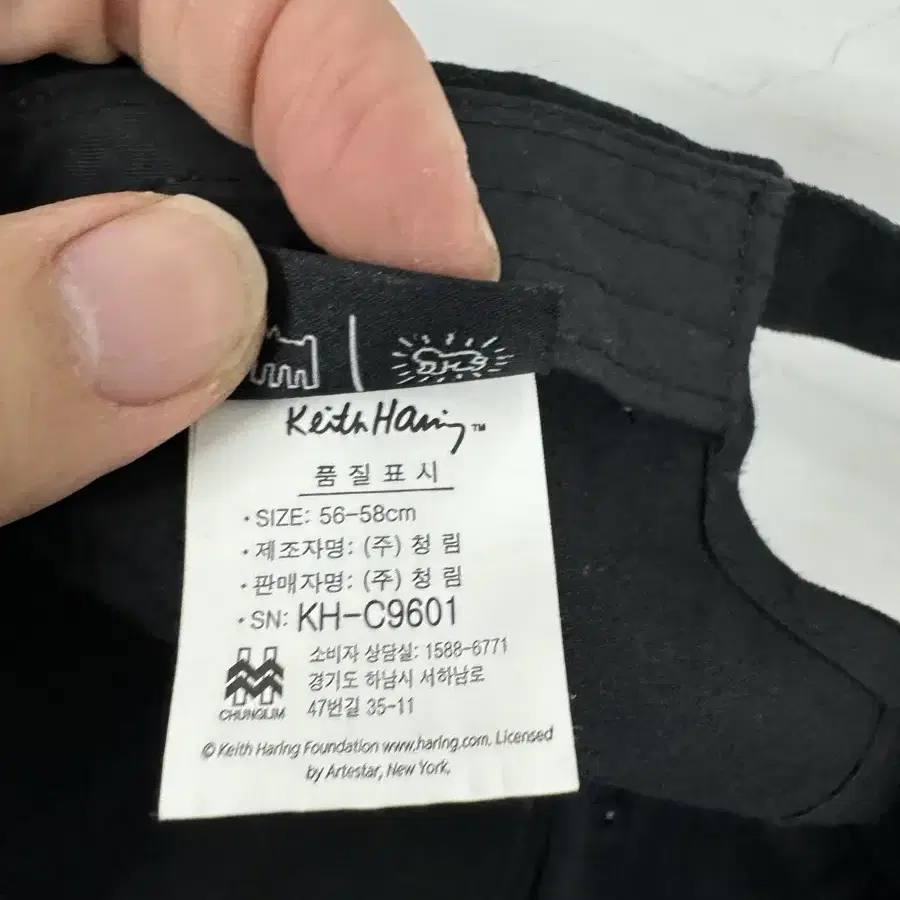 Keith Haring™
품 질 표 시
• SIZE: 56-58cm
• 제조자명: (주) 청 림
• 판매자명: (주) 청 림
• SN: KH-C9601
소비자 상담실: 1588-6771
경기도 하남시 서하남로
47번길 35-11
CHUNGLIM
© Keith Haring Foundation www.haring.com. Licensed
by Artestar, New York.